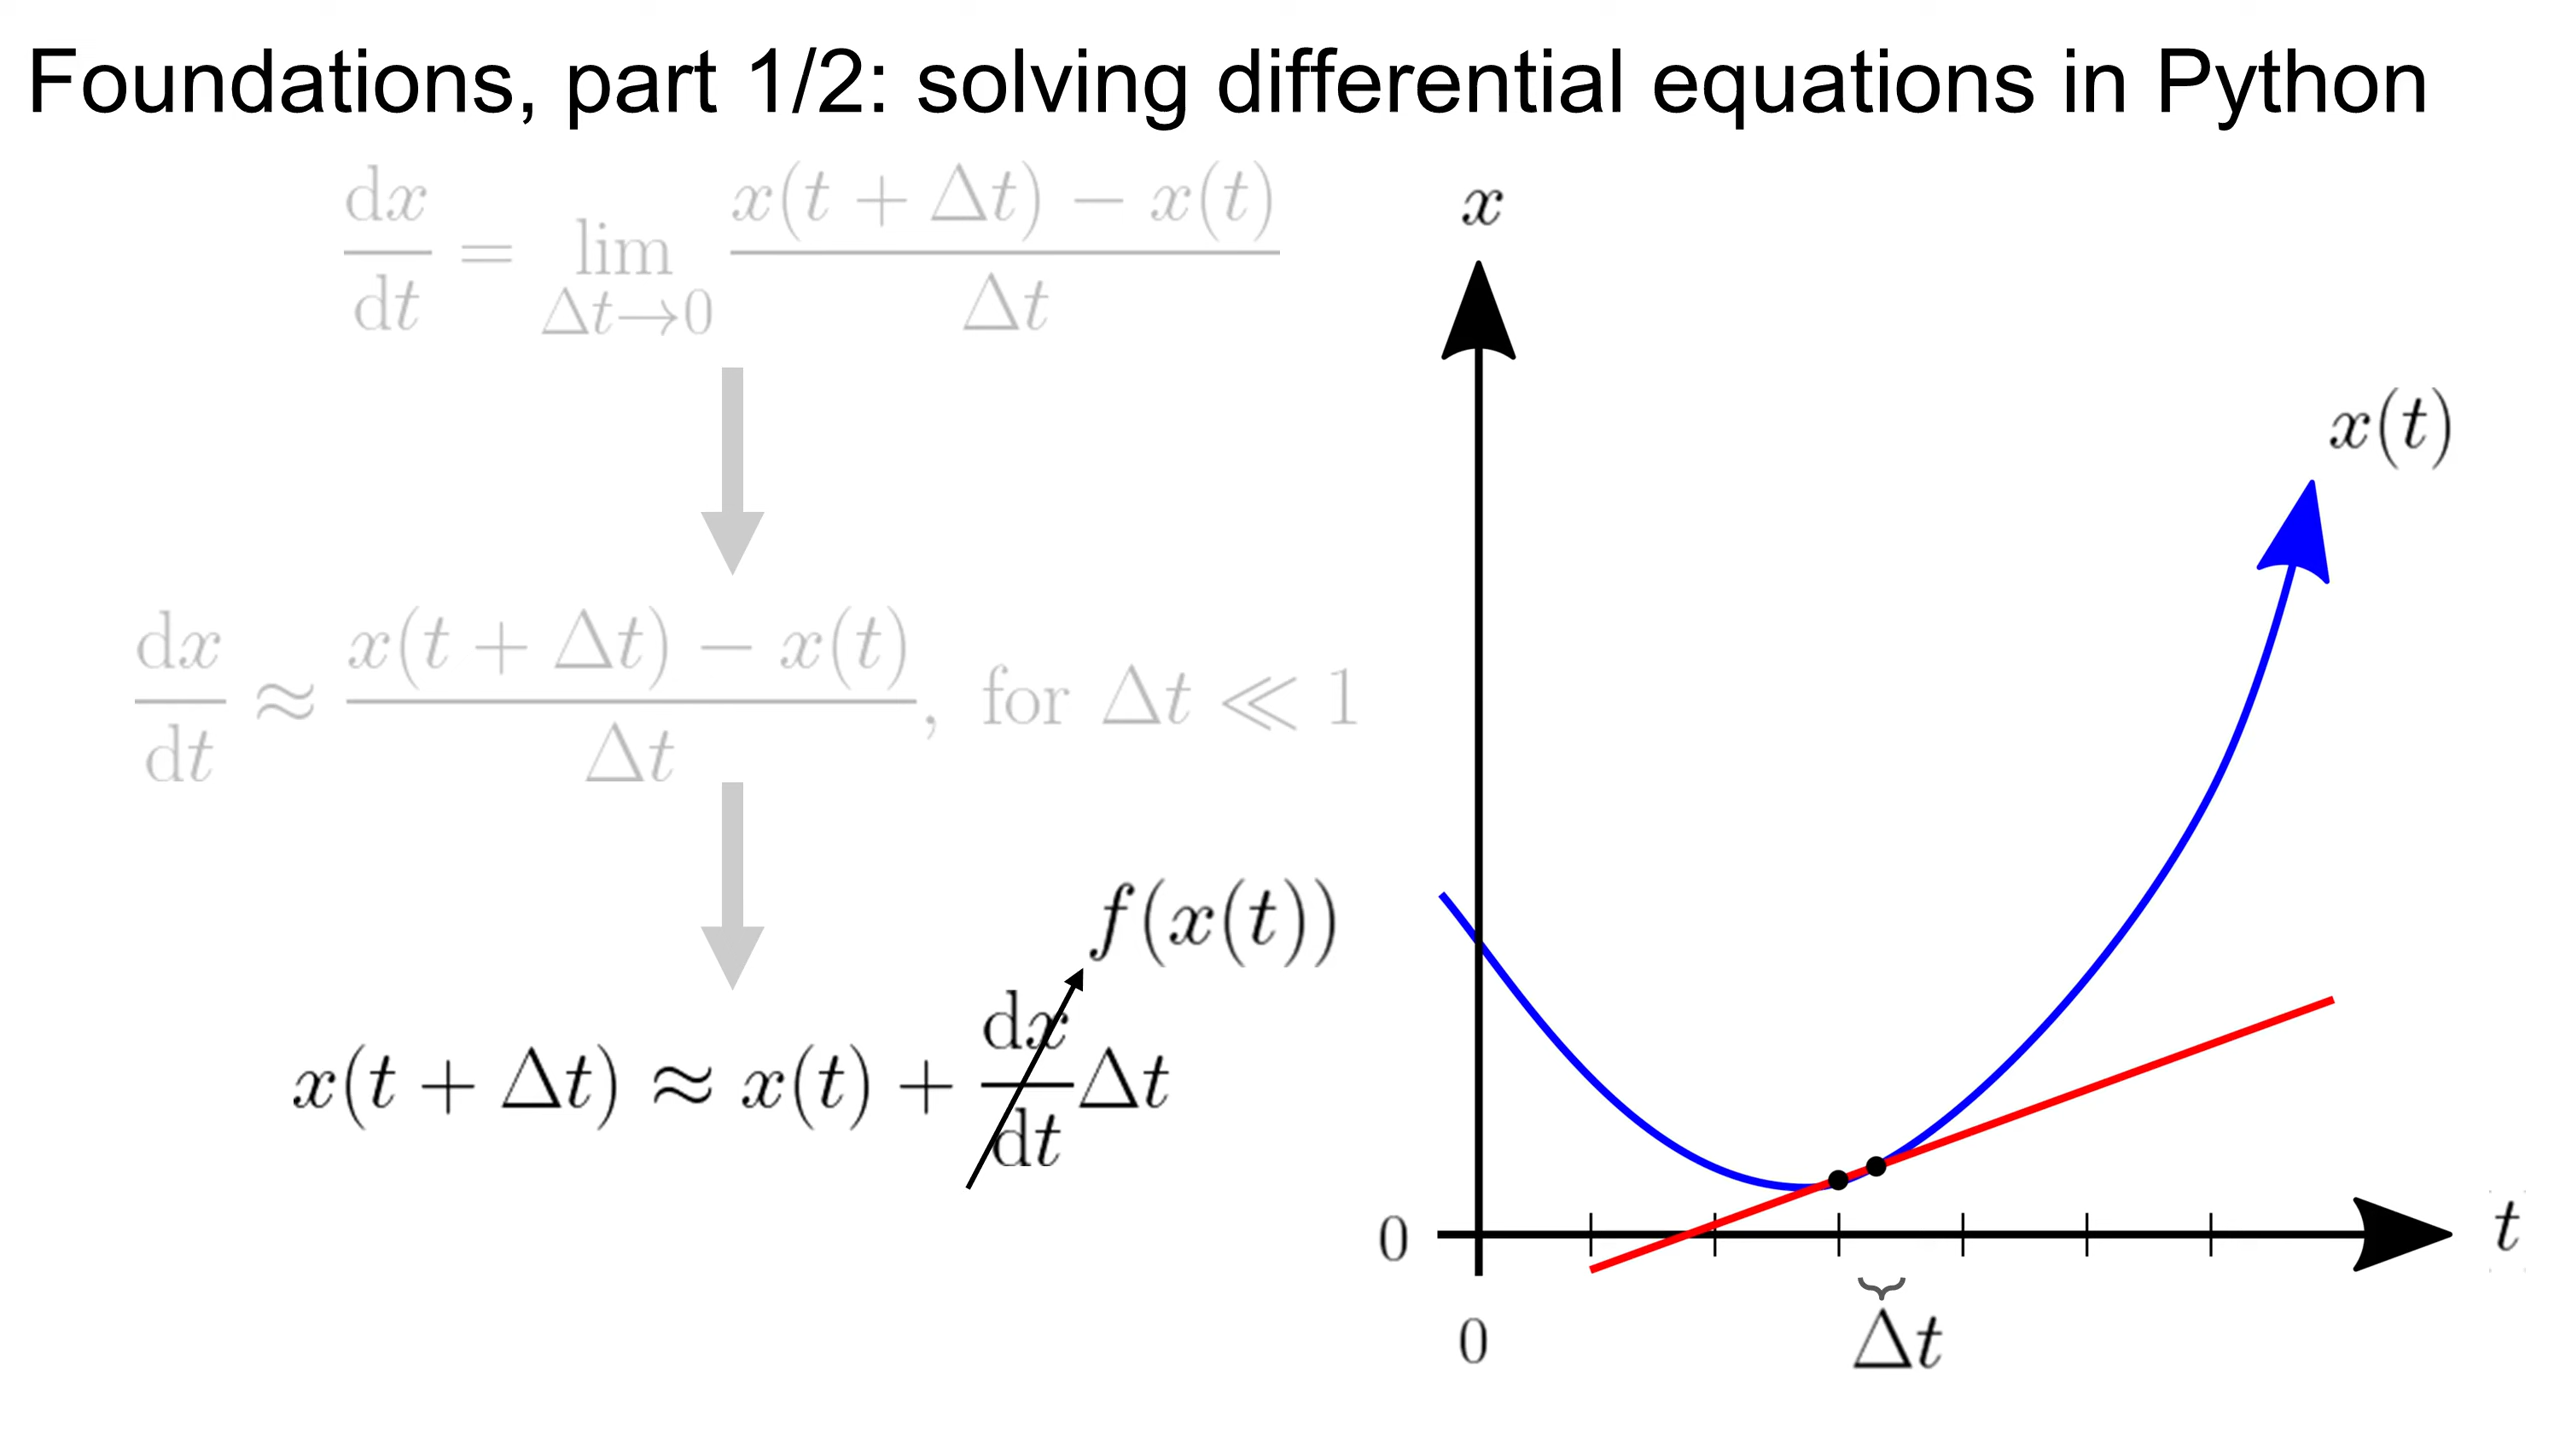 Foundations, part 1/2: solving differential equations in Python
dx/dt = lim Δt→0 x(t + Δt) − x(t) / Δt
dx/dt ≈ x(t + Δt) − x(t) / Δt, for Δt ≪ 1
f(x(t))
x(t + Δt) ≈ x(t) + dx/dt Δt
x
x(t)
0
t
0
Δt